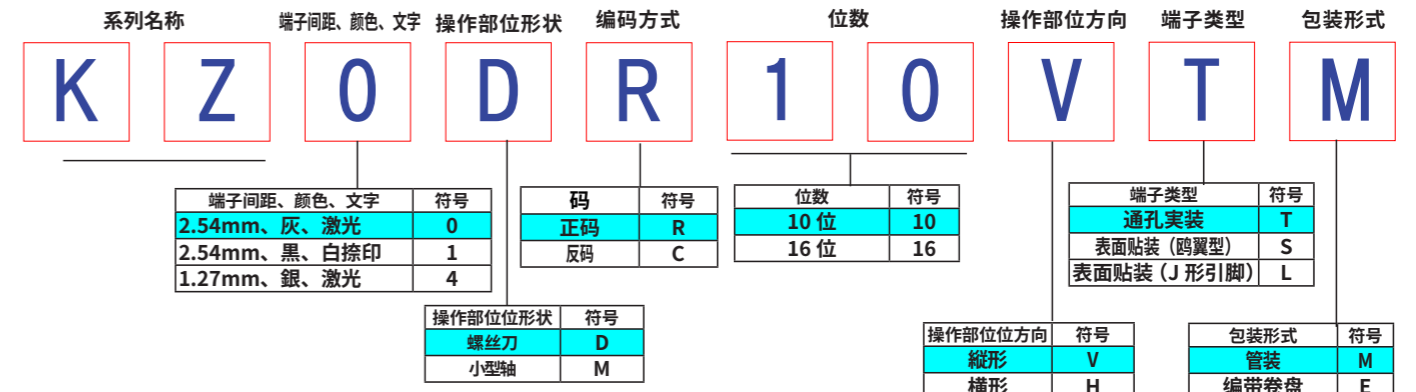 系列名称 端子间距、颜色、文字 操作部位形状 编码方式 位数 操作部位方向 端子类型 包装形式
K Z 0 D R 1 0 V T M
端子间距、颜色、文字 符号
2.54mm、灰、激光 0
2.54mm、黒、白捺印 1
1.27mm、銀、激光 4
操作部位位形状 符号
螺丝刀 D
小型轴 M
码 符号
正码 R
反码 C
位数 符号
10 位 10
16 位 16
操作部位位方向 符号
縦形 V
横形 H
端子类型 符号
通孔実装 T
表面贴装（鸥翼型） S
表面贴装（J 形引脚） L
包装形式 符号
管装 M
编带卷盘 E